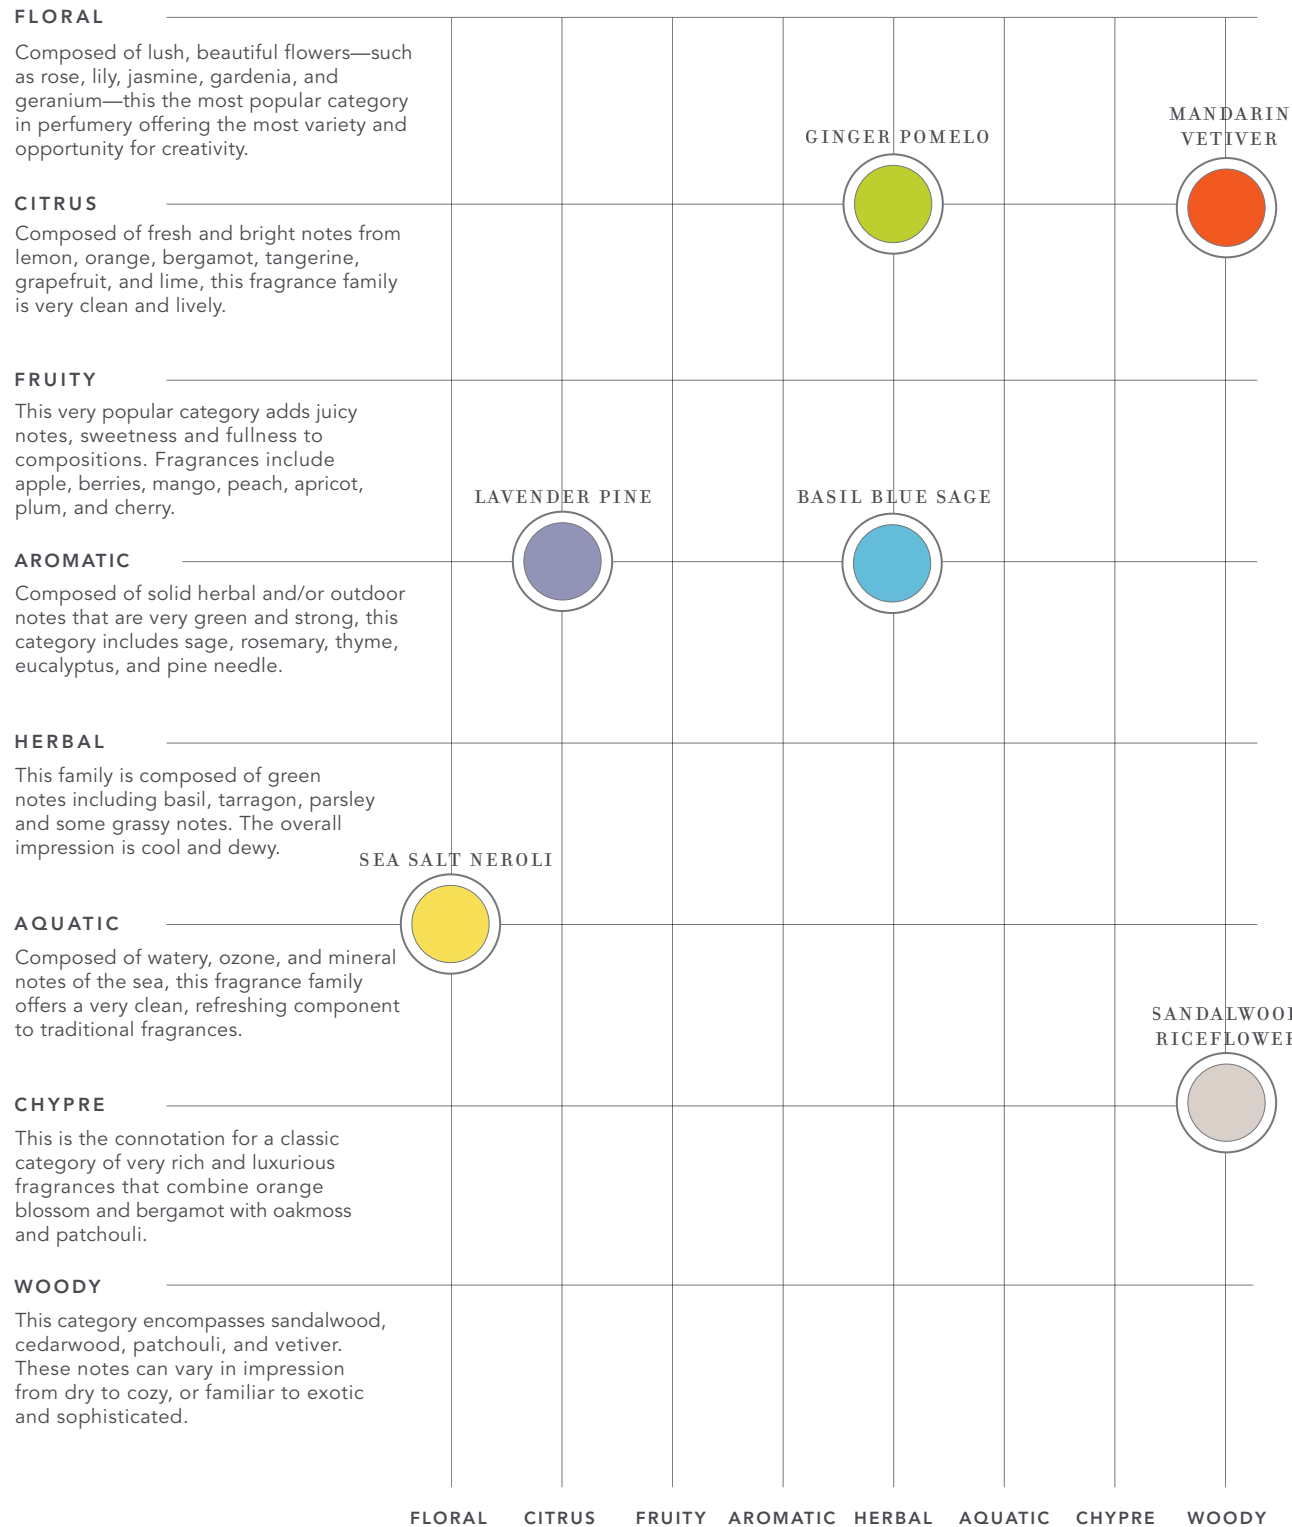 FLORAL
Composed of lush, beautiful flowers—such
as rose, lily, jasmine, gardenia, and
geranium—this the most popular category
in perfumery offering the most variety and
opportunity for creativity.
MANDARIN
VETIVER
GINGER POMELO
CITRUS
Composed of fresh and bright notes from
lemon, orange, bergamot, tangerine,
grapefruit, and lime, this fragrance family
is very clean and lively.
FRUITY
This very popular category adds juicy
notes, sweetness and fullness to
compositions. Fragrances include
apple, berries, mango, peach, apricot,
plum, and cherry.
LAVENDER PINE
BASIL BLUE SAGE
AROMATIC
Composed of solid herbal and/or outdoor
notes that are very green and strong, this
category includes sage, rosemary, thyme,
eucalyptus, and pine needle.
HERBAL
This family is composed of green
notes including basil, tarragon, parsley
and some grassy notes. The overall
impression is cool and dewy.
SEA SALT NEROLI
AQUATIC
Composed of watery, ozone, and mineral
notes of the sea, this fragrance family
offers a very clean, refreshing component
to traditional fragrances.
SANDALWOOD
RICEFLOWER
CHYPRE
This is the connotation for a classic
category of very rich and luxurious
fragrances that combine orange
blossom and bergamot with oakmoss
and patchouli.
WOODY
This category encompasses sandalwood,
cedarwood, patchouli, and vetiver.
These notes can vary in impression
from dry to cozy, or familiar to exotic
and sophisticated.
FLORAL CITRUS FRUITY AROMATIC HERBAL AQUATIC CHYPRE WOODY